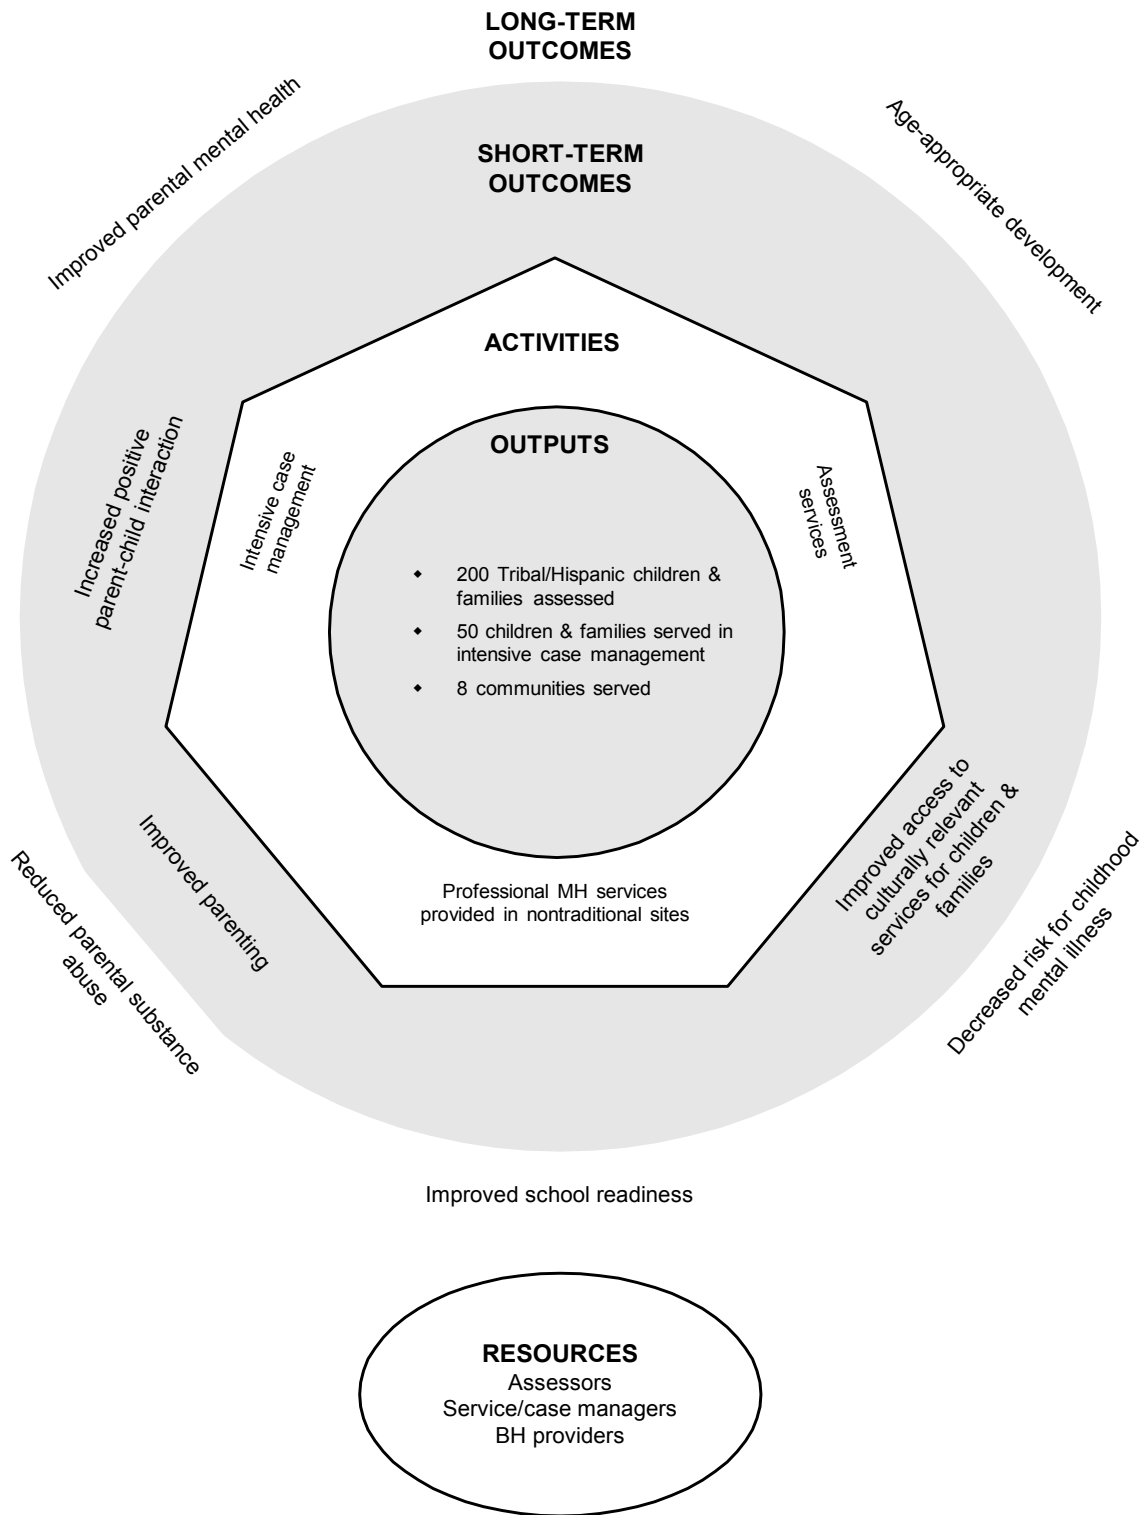 LONG-TERM
OUTCOMES
Improved parental mental health
Age-appropriate development
SHORT-TERM
OUTCOMES
ACTIVITIES
OUTPUTS
Increased positive
parent-child interaction
Intensive case
management
Assessment
services
◆ 200 Tribal/Hispanic children &
families assessed
◆ 50 children & families served in
intensive case management
◆ 8 communities served
Improved access to
culturally relevant
services for children &
families
Improved parenting
Professional MH services
provided in nontraditional sites
Reduced parental substance
abuse
Decreased risk for childhood
mental illness
Improved school readiness
RESOURCES
Assessors
Service/case managers
BH providers